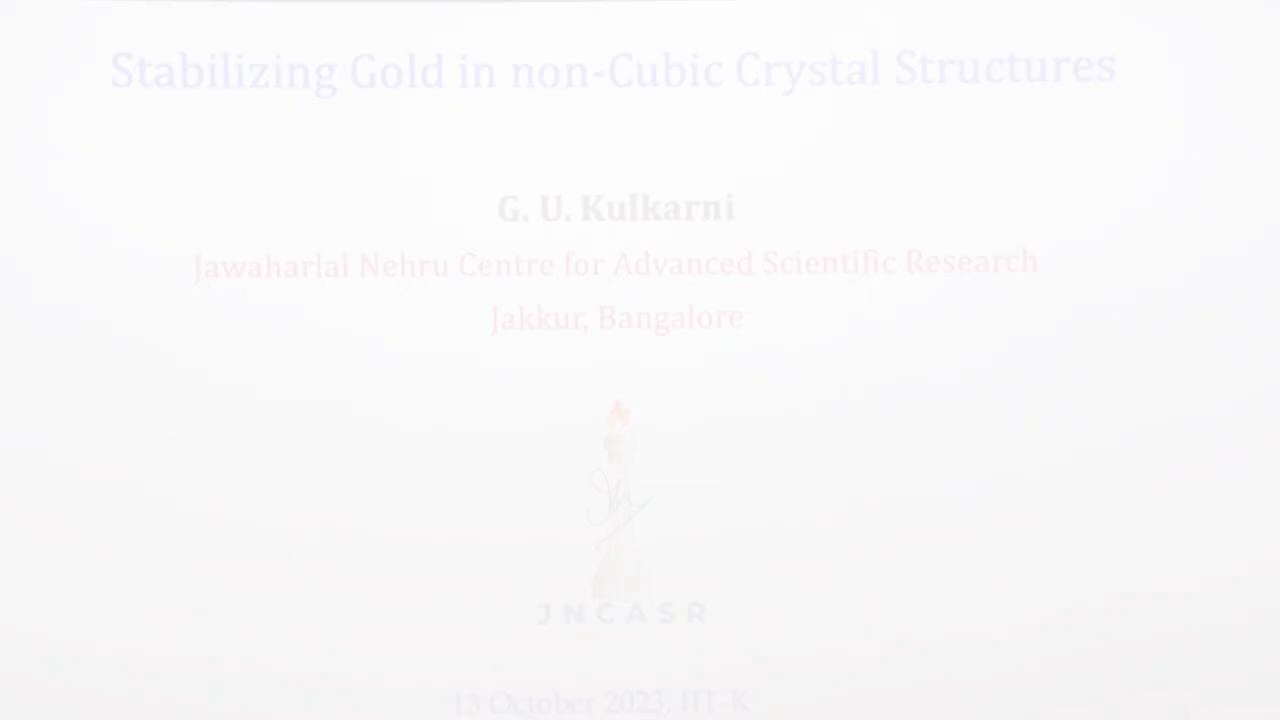 Stabilizing Gold in non-Cubic Crystal Structures
G. U. Kulkarni
Jawaharlal Nehru Centre for Advanced Scientific Research
Jakkur, Bangalore
JNCASR
13 October 2023, IIT-K